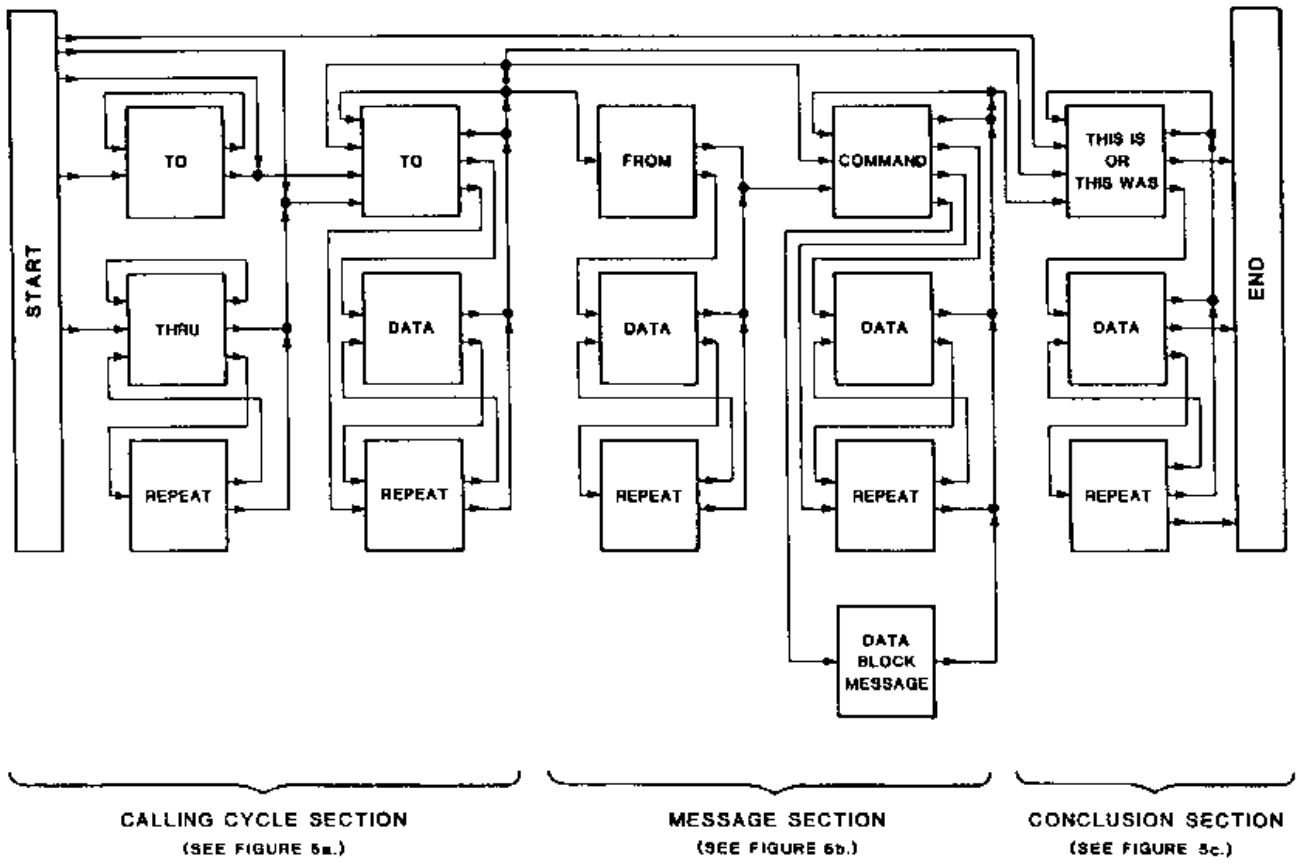 START
TO
TO
FROM
COMMAND
THIS IS
OR
THIS WAS
END
THRU
DATA
DATA
DATA
DATA
REPEAT
REPEAT
REPEAT
REPEAT
REPEAT
DATA
BLOCK
MESSAGE
CALLING CYCLE SECTION
(SEE FIGURE 5a.)
MESSAGE SECTION
(SEE FIGURE 5b.)
CONCLUSION SECTION
(SEE FIGURE 5c.)